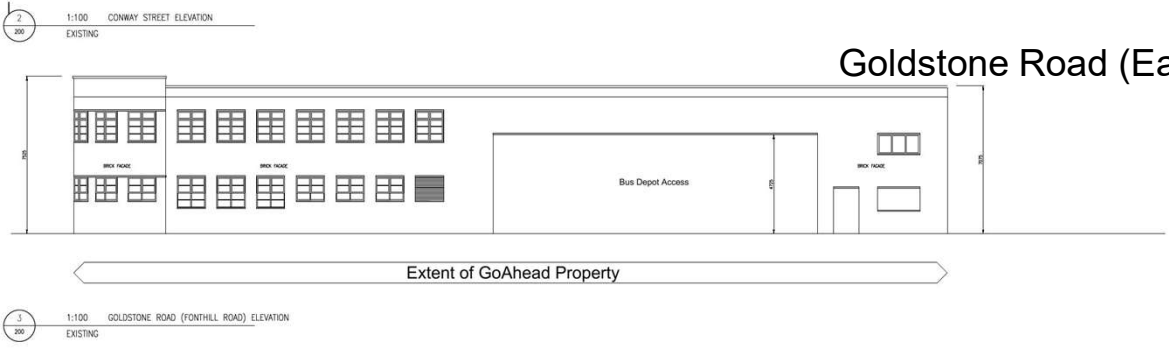 2
200
1:100 CONWAY STREET ELEVATION
EXISTING
Goldstone Road (Ea
BRICK FACADE
BRICK FACADE
Bus Depot Access
4725
BRICK FACADE
Extent of GoAhead Property
3
200
1:100 GOLDSTONE ROAD (FONTHILL ROAD) ELEVATION
EXISTING